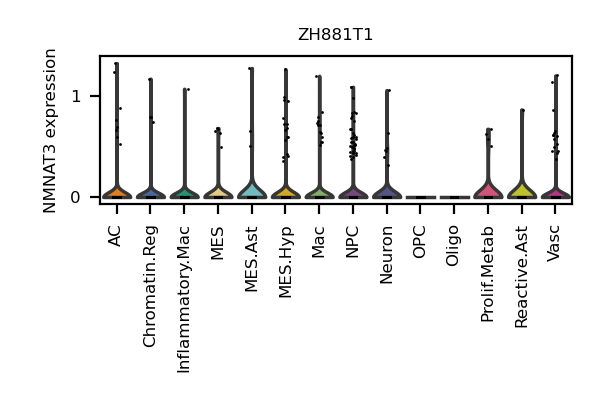 ZH881T1
NMNAT3 expression
1
0
AC
Chromatin.Reg
Inflammatory.Mac
MES
MES.Ast
MES.Hyp
Mac
NPC
Neuron
OPC
Oligo
Prolif.Metab
Reactive.Ast
Vasc